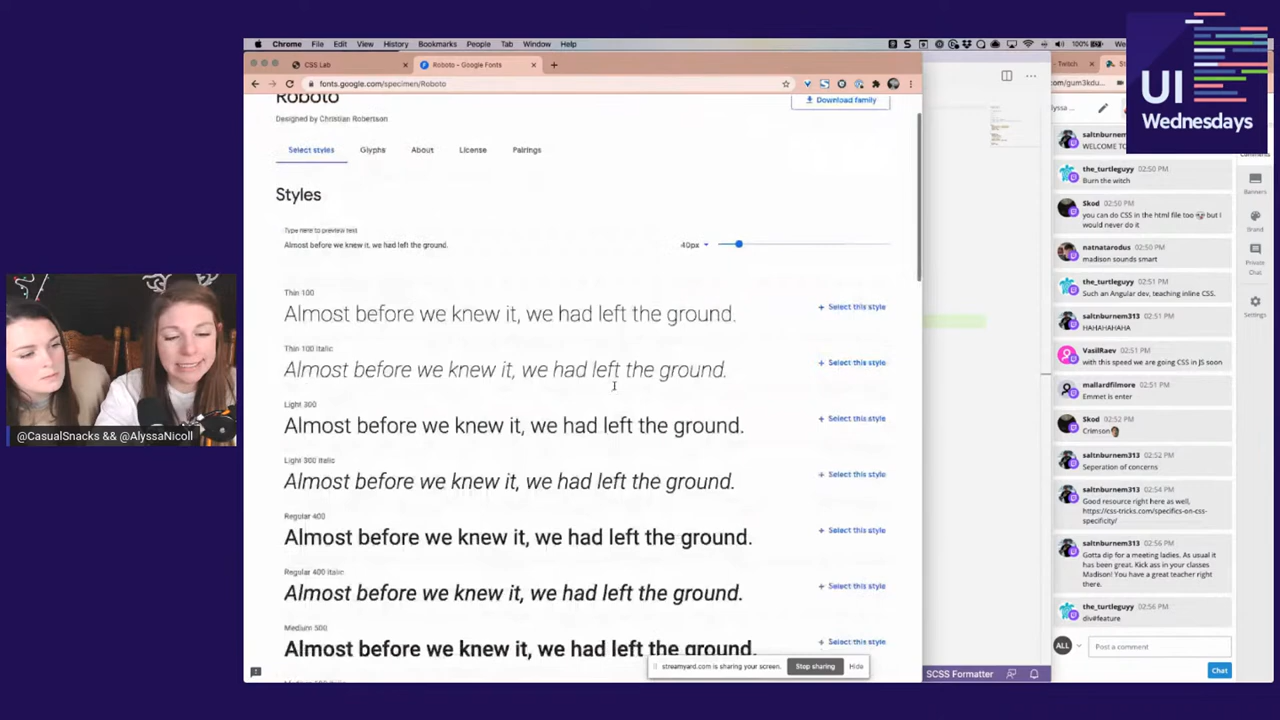 Chrome File Edit View History Bookmarks People Tab Window Help
100%
CSS Lab
Roboto - Google Fonts
fonts.google.com/specimen/Roboto
Roboto
Designed by Christian Robertson
Download family
Select styles Glyphs About License Pairings
Styles
Type here to preview text
Almost before we knew it, we had left the ground.
40px
Thin 100
Almost before we knew it, we had left the ground.
+ Select this style
Thin 100 italic
Almost before we knew it, we had left the ground.
+ Select this style
Light 300
Almost before we knew it, we had left the ground.
+ Select this style
Light 300 italic
Almost before we knew it, we had left the ground.
+ Select this style
Regular 400
Almost before we knew it, we had left the ground.
+ Select this style
Regular 400 italic
Almost before we knew it, we had left the ground.
+ Select this style
Medium 500
Almost before we knew it, we had left the ground.
+ Select this style
streamyard.com is sharing your screen.
Stop sharing
Hide
SCSS Formatter
@CasualSnacks && @AlyssaNicoll
UI
Wednesdays
Twitch
saltnburnem
WELCOME TO
the_turtleguyy 02:50 PM
Burn the witch
Skod 02:50 PM
you can do CSS in the html file too but I
would never do it
natnatarodus 02:50 PM
madison sounds smart
the_turtleguyy 02:51 PM
Such an Angular dev, teaching inline CSS.
saltnburnem313 02:51 PM
HAHAHAHAHA
VasilRaev 02:51 PM
with this speed we are going CSS in JS soon
mallardfilmore 02:51 PM
Emmet is enter
Skod 02:52 PM
Crimson
saltnburnem313 02:52 PM
Seperation of concerns
saltnburnem313 02:54 PM
Good resource right here as well,
https://css-tricks.com/specifics-on-css-
specificity/
saltnburnem313 02:56 PM
Gotta dip for a meeting ladies. As usual it
has been great. Kick ass in your classes
Madison! You have a great teacher right
there.
the_turtleguyy 02:56 PM
div#feature
ALL
Post a comment
Chat
Comments
Banners
Brand
Private
Chat
Settings